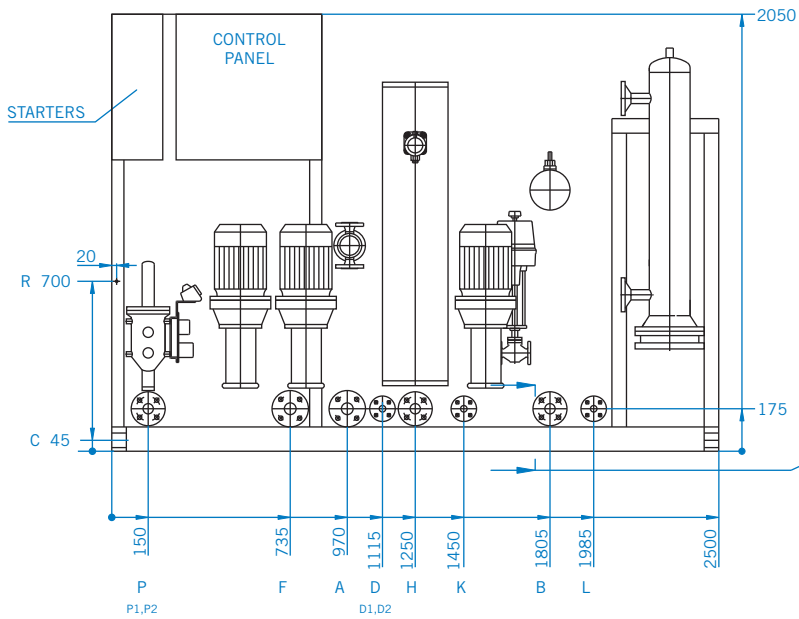 2050
CONTROL
PANEL
STARTERS
20
R 700
175
C 45
150
735
970
1115
1250
1450
1805
1985
2500
P
F
A
D
H
K
B
L
P1,P2
D1,D2